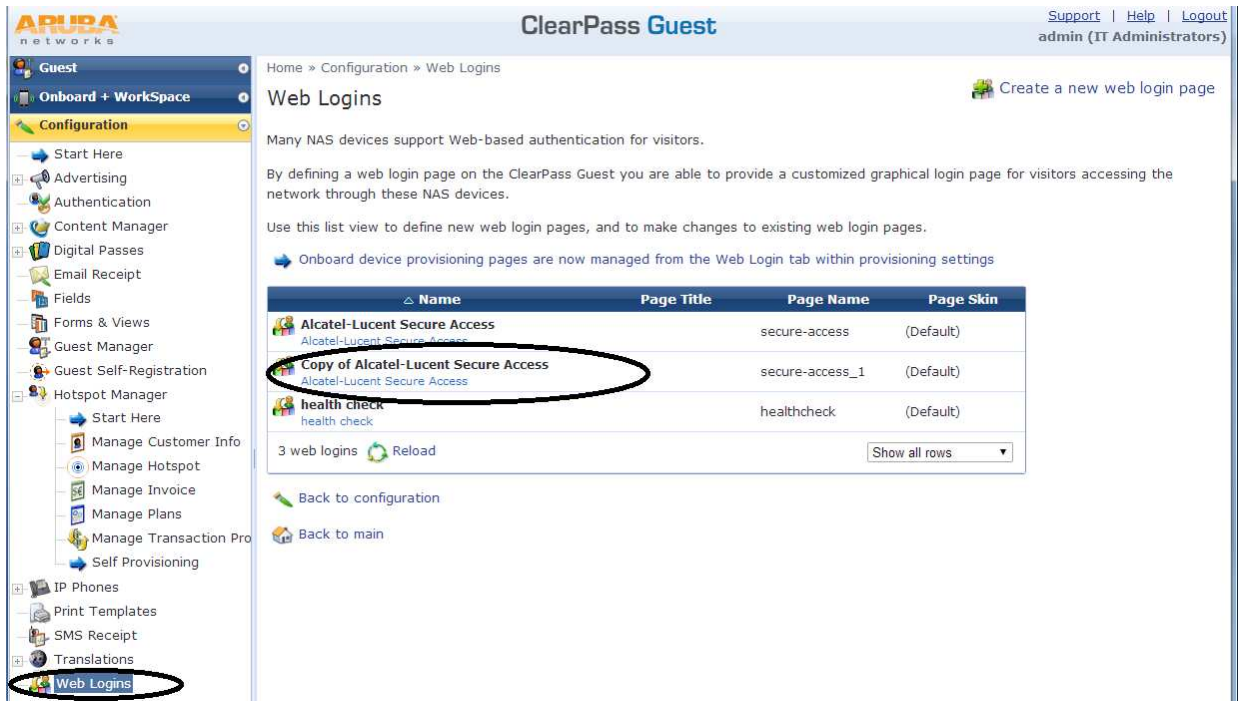 ARUBA
networks
ClearPass Guest
Support | Help | Logout
admin (IT Administrators)
Guest
Onboard + WorkSpace
Configuration
Start Here
Advertising
Authentication
Content Manager
Digital Passes
Email Receipt
Fields
Forms & Views
Guest Manager
Guest Self-Registration
Hotspot Manager
Start Here
Manage Customer Info
Manage Hotspot
Manage Invoice
Manage Plans
Manage Transaction Pro
Self Provisioning
IP Phones
Print Templates
SMS Receipt
Translations
Web Logins
Home » Configuration » Web Logins
Web Logins
Create a new web login page
Many NAS devices support Web-based authentication for visitors.
By defining a web login page on the ClearPass Guest you are able to provide a customized graphical login page for visitors accessing the
network through these NAS devices.
Use this list view to define new web login pages, and to make changes to existing web login pages.
Onboard device provisioning pages are now managed from the Web Login tab within provisioning settings
Name Page Title Page Name Page Skin
Alcatel-Lucent Secure Access secure-access (Default)
Alcatel-Lucent Secure Access
Copy of Alcatel-Lucent Secure Access secure-access_1 (Default)
Alcatel-Lucent Secure Access
health check healthcheck (Default)
health check
3 web logins Reload Show all rows
Back to configuration
Back to main